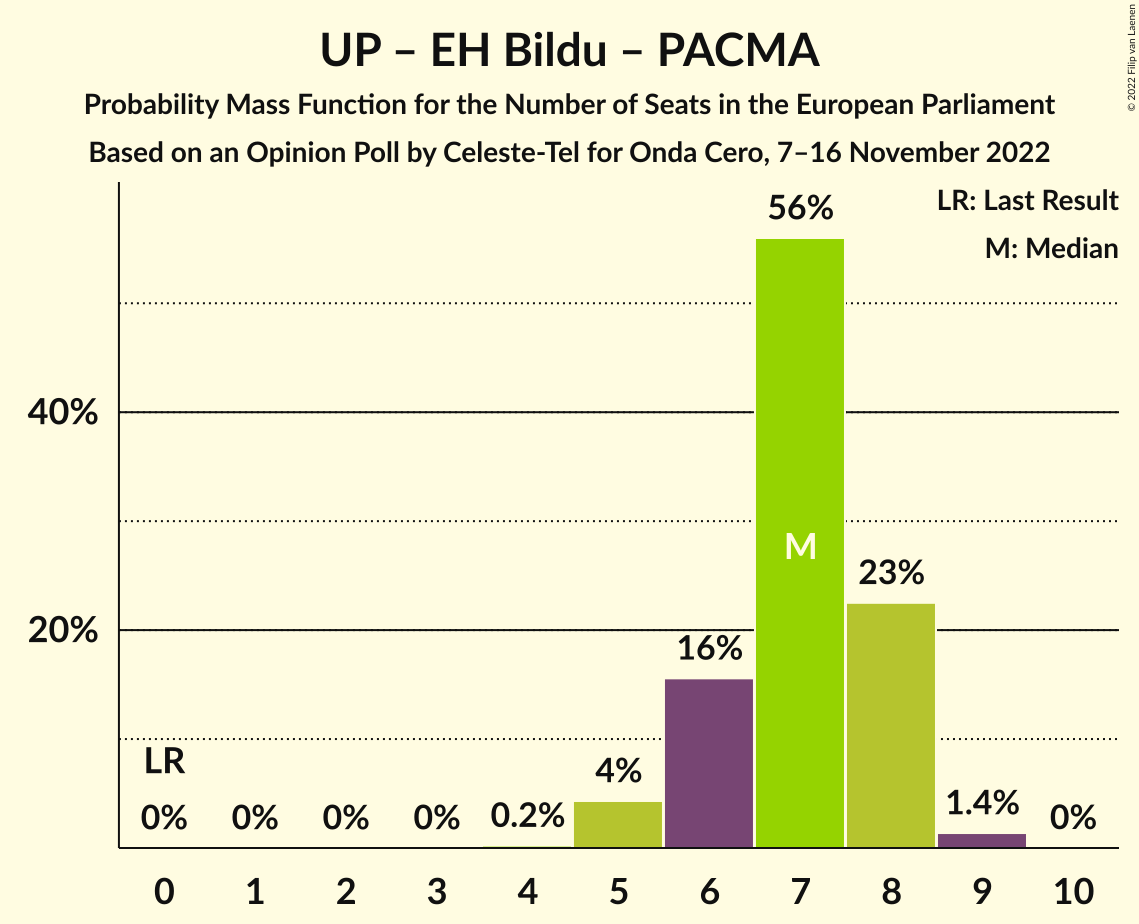 UP – EH Bildu – PACMA
Probability Mass Function for the Number of Seats in the European Parliament
Based on an Opinion Poll by Celeste-Tel for Onda Cero, 7–16 November 2022
© 2022 Filip van Laenen
LR: Last Result
M: Median
56%
40%
M
23%
20%
16%
LR
4%
0% 0% 0% 0% 0.2% 1.4% 0%
0 1 2 3 4 5 6 7 8 9 10